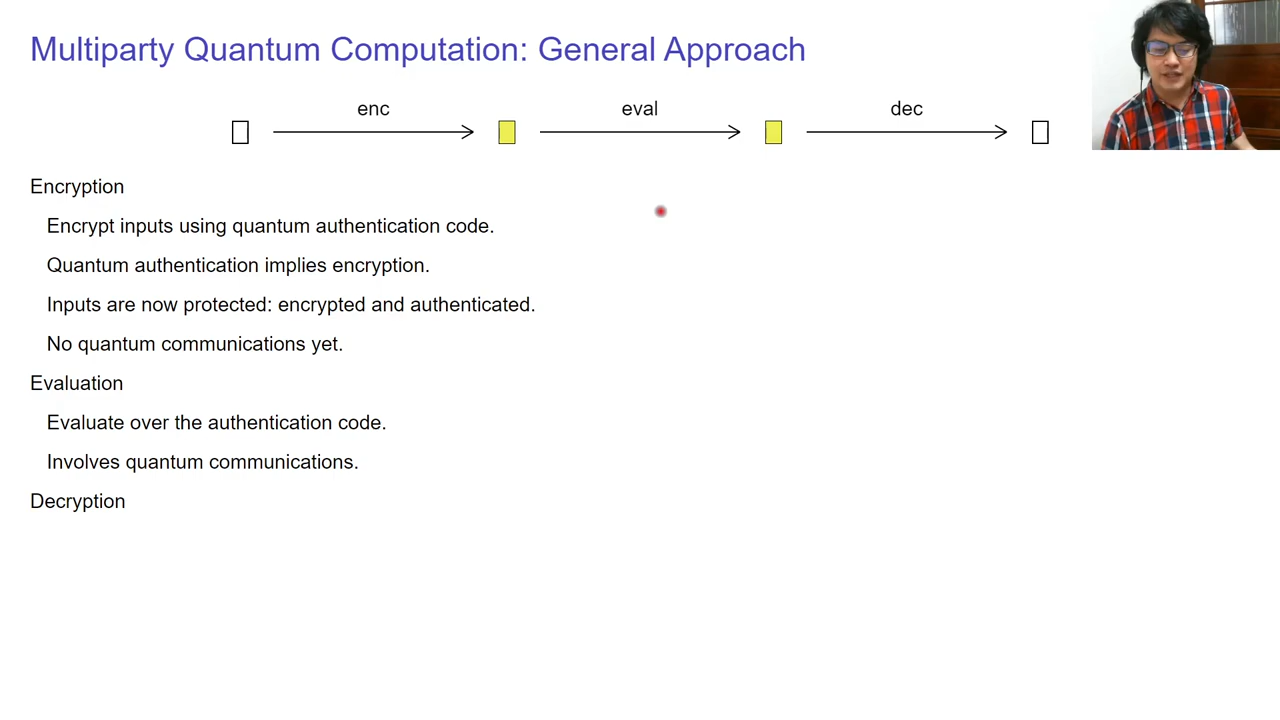 Multiparty Quantum Computation: General Approach
enc eval dec
Encryption
Encrypt inputs using quantum authentication code.
Quantum authentication implies encryption.
Inputs are now protected: encrypted and authenticated.
No quantum communications yet.
Evaluation
Evaluate over the authentication code.
Involves quantum communications.
Decryption